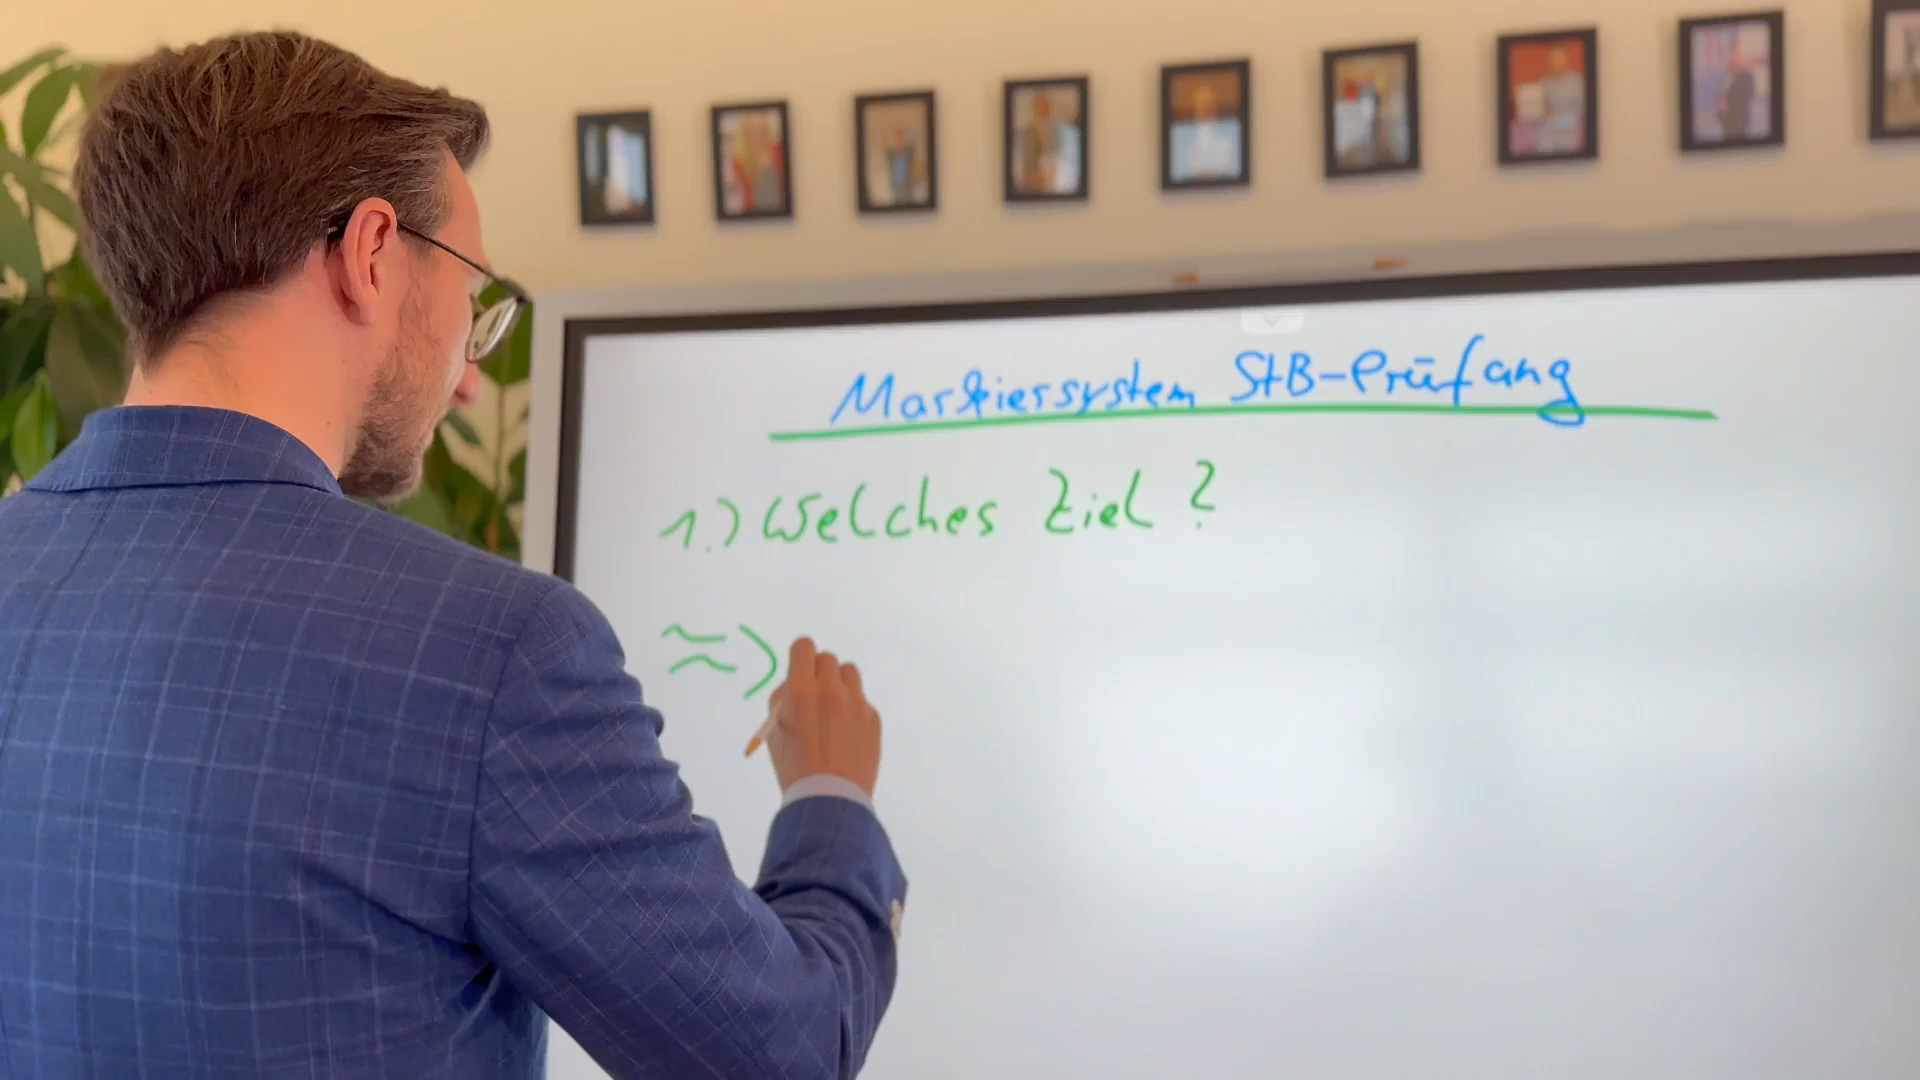 Markiersystem StB-Prüfung
1.) Welches Ziel ?
=>